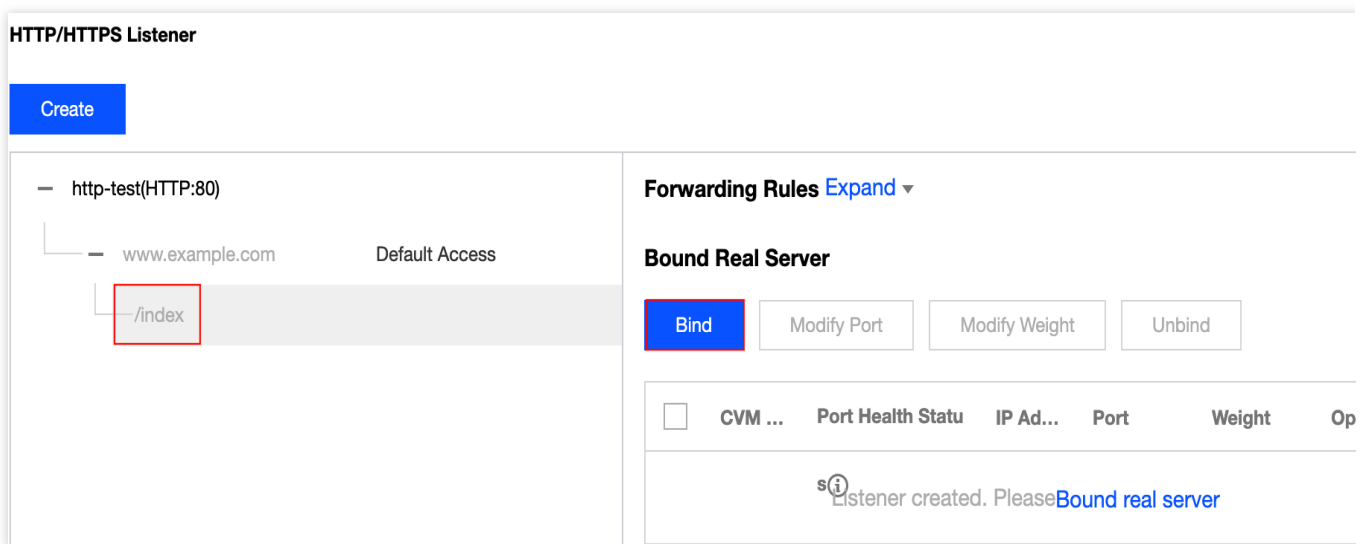 HTTP/HTTPS Listener
Create
http-test(HTTP:80)
www.example.com Default Access
/index
Forwarding Rules Expand
Bound Real Server
Bind Modify Port Modify Weight Unbind
CVM ... Port Health Statu IP Ad... Port Weight Op
s
Listener created. Please Bound real server